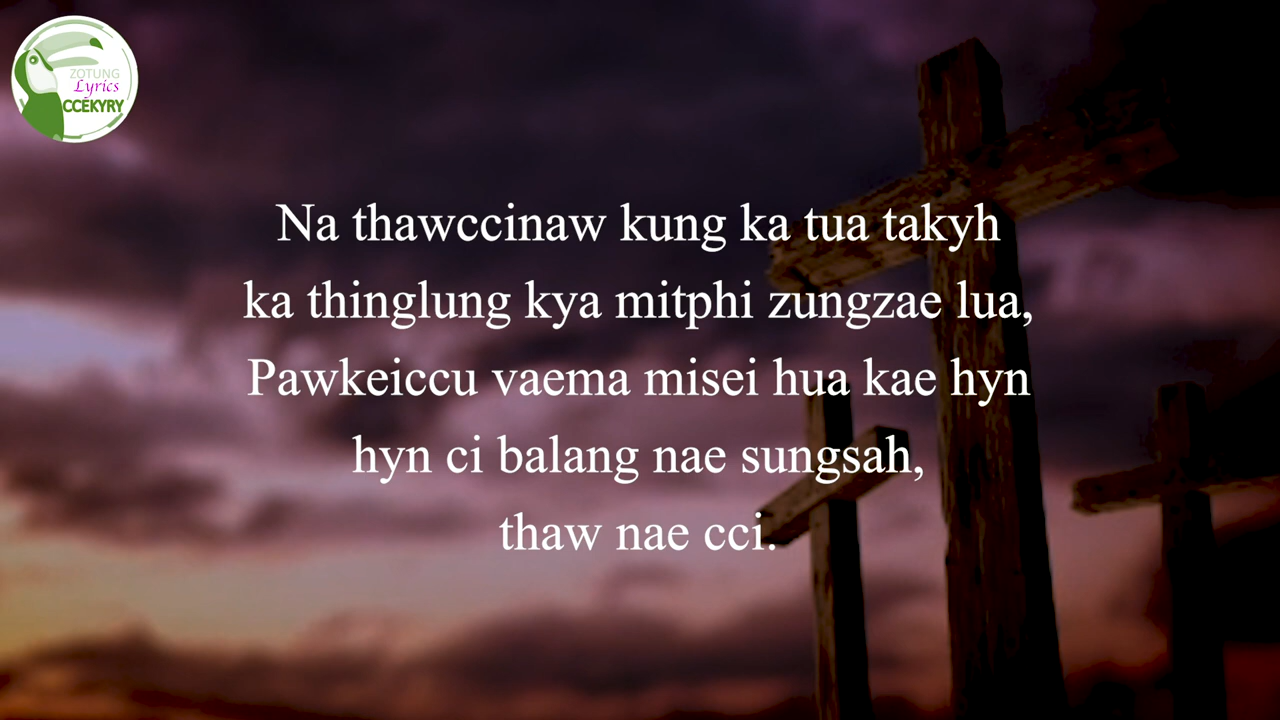 ZOTUNG
Lyrics
CCĒKYRY
Na thawccinaw kung ka tua takyh
ka thinglung kya mitphi zungzae lua,
Pawkeiccu vaema misei hua kae hyn
hyn ci balang nae sungsah,
thaw nae cci.